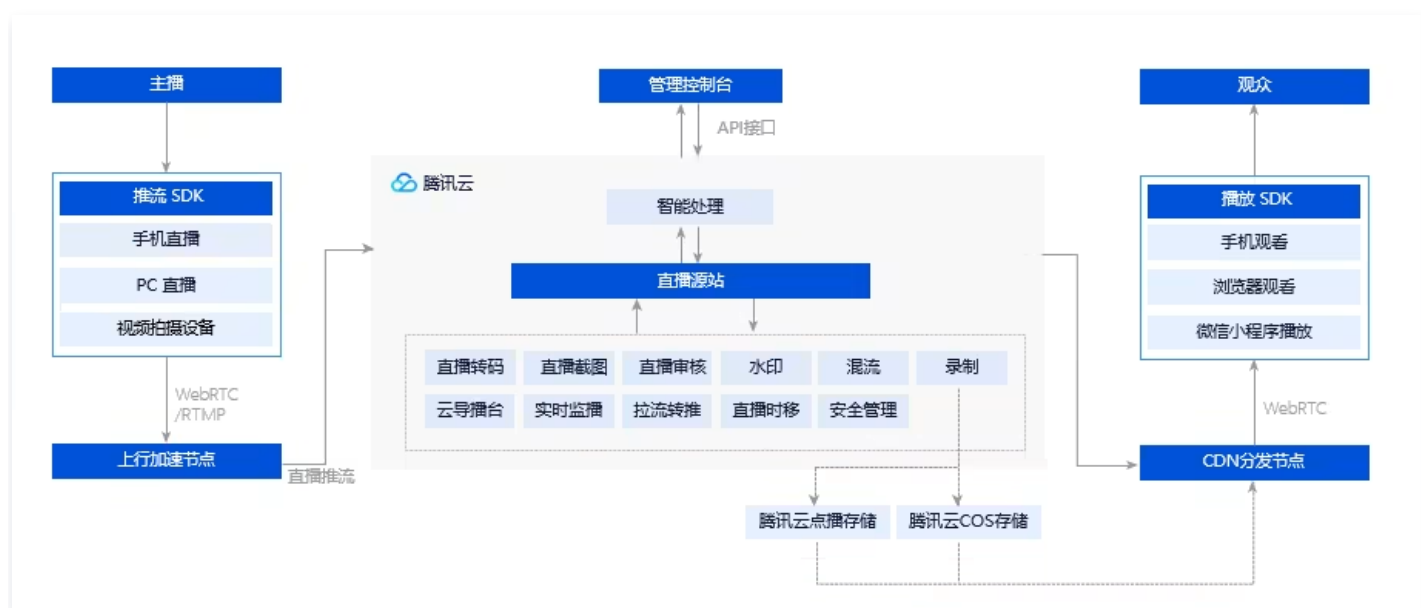 主播
管理控制台
观众
API接口
推流 SDK
手机直播
PC 直播
视频拍摄设备
WebRTC
/RTMP
上行加速节点
直播推流
腾讯云
智能处理
直播源站
直播转码
直播截图
直播审核
水印
混流
录制
云导播台
实时监播
拉流转推
直播时移
安全管理
腾讯云点播存储
腾讯云COS存储
播放 SDK
手机观看
浏览器观看
微信小程序播放
WebRTC
CDN分发节点